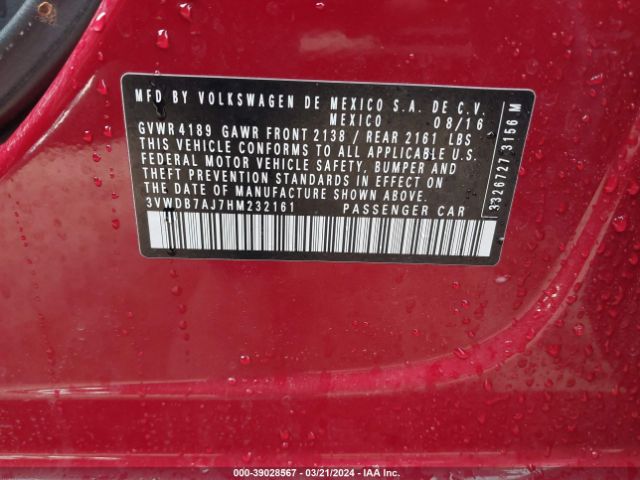 MFD BY VOLKSWAGEN DE MEXICO S.A. DE C.V.
MEXICO 08/16
GVWR 4189 GAWR FRONT 2138 / REAR 2161 LBS
THIS VEHICLE CONFORMS TO ALL APPLICABLE U.S.
FEDERAL MOTOR VEHICLE SAFETY, BUMPER AND
THEFT PREVENTION STANDARDS IN EFFECT ON
THE DATE OF MANUFACTURE SHOWN ABOVE.
3VWDB7AJ7HM232161 PASSENGER CAR
3326727 3156 M
000-39028567 - 03/21/2024 - IAA Inc.